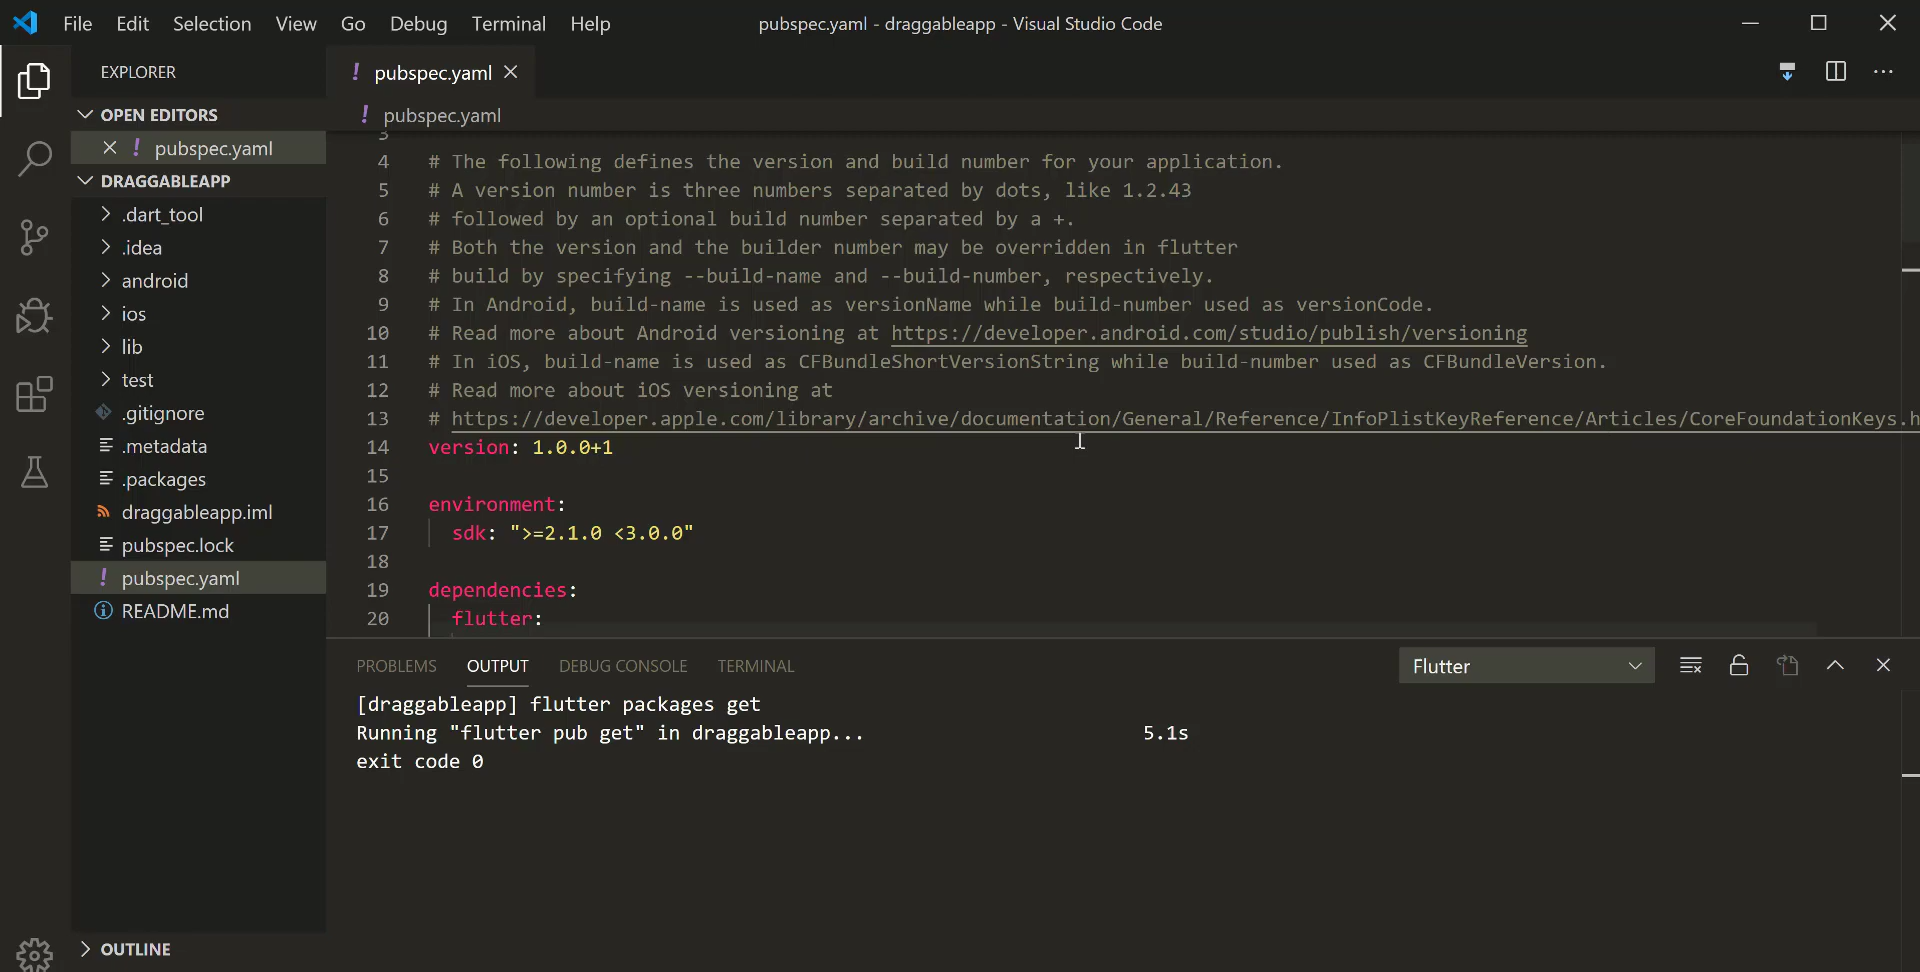 File Edit Selection View Go Debug Terminal Help
pubspec.yaml - draggableapp - Visual Studio Code
EXPLORER
OPEN EDITORS
! pubspec.yaml
DRAGGABLEAPP
.dart_tool
.idea
android
ios
lib
test
.gitignore
.metadata
.packages
draggableapp.iml
pubspec.lock
! pubspec.yaml
README.md
OUTLINE
! pubspec.yaml
! pubspec.yaml
3
4 # The following defines the version and build number for your application.
5 # A version number is three numbers separated by dots, like 1.2.43
6 # followed by an optional build number separated by a +.
7 # Both the version and the builder number may be overridden in flutter
8 # build by specifying --build-name and --build-number, respectively.
9 # In Android, build-name is used as versionName while build-number used as versionCode.
10 # Read more about Android versioning at https://developer.android.com/studio/publish/versioning
11 # In iOS, build-name is used as CFBundleShortVersionString while build-number used as CFBundleVersion.
12 # Read more about iOS versioning at
13 # https://developer.apple.com/library/archive/documentation/General/Reference/InfoPlistKeyReference/Articles/CoreFoundationKeys.h
14 version: 1.0.0+1
15
16 environment:
17 sdk: ">=2.1.0 <3.0.0"
18
19 dependencies:
20 flutter:
PROBLEMS OUTPUT DEBUG CONSOLE TERMINAL
Flutter
[draggableapp] flutter packages get
Running "flutter pub get" in draggableapp... 5.1s
exit code 0